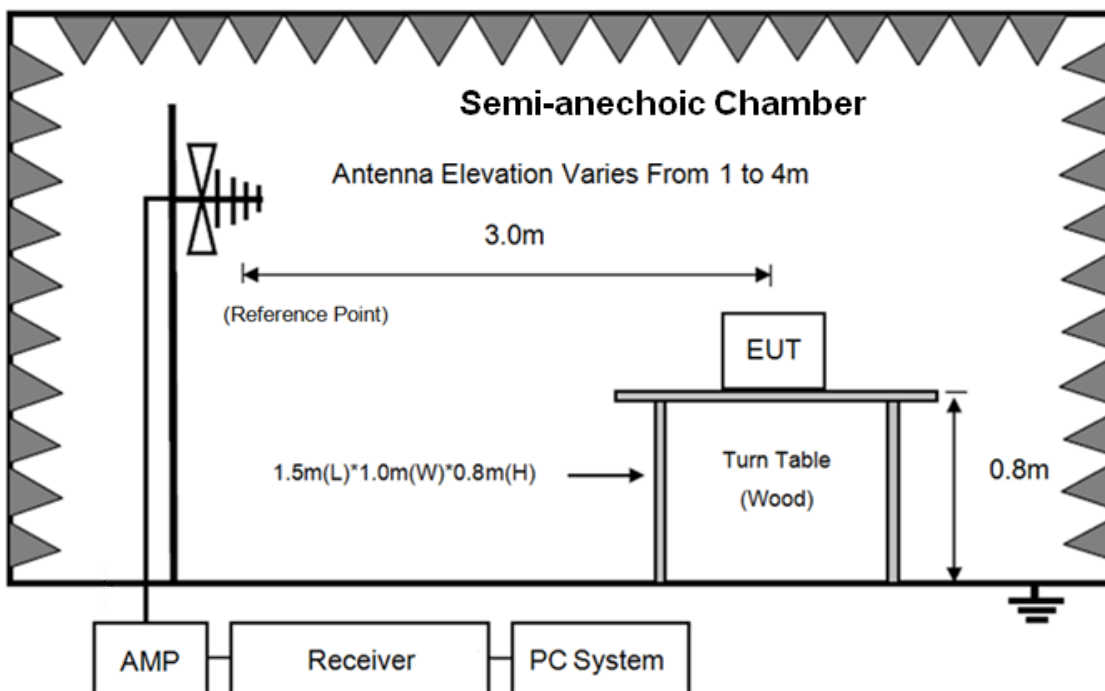 Semi-anechoic Chamber
Antenna Elevation Varies From 1 to 4m
3.0m
(Reference Point)
EUT
1.5m(L)*1.0m(W)*0.8m(H)
Turn Table
(Wood)
0.8m
AMP
Receiver
PC System